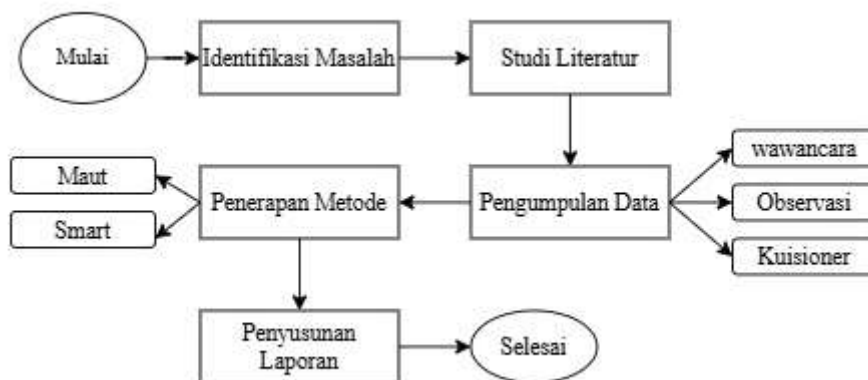 Mulai
Identifikasi Masalah
Studi Literatur
wawancara
Maut
Penerapan Metode
Pengumpulan Data
Observasi
Smart
Kuisioner
Penyusunan
Laporan
Selesai